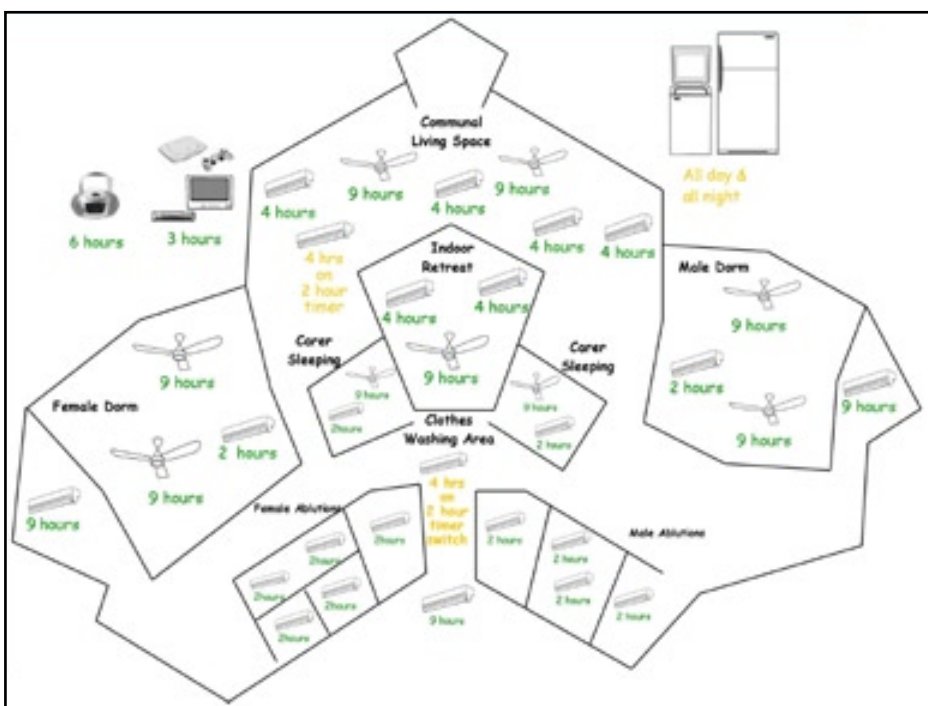 Communal
Living Space
All day &
all night
9 hours
9 hours
4 hours
4 hours
6 hours
3 hours
4 hours
4 hours
4 hrs
on
2 hour
timer
Indoor
Retreat
Male Dorm
4 hours
4 hours
9 hours
Carer
Sleeping
Carer
Sleeping
9 hours
9 hours
2 hours
9 hours
Female Dorm
9 hours
9 hours
2hours
2 hours
9 hours
9 hours
2 hours
Clothes
Washing Area
9 hours
9 hours
4 hrs
on
2 hour
timer
switch
Female Ablutions
Male Ablutions
2hours
2hours
2hours
2hours
2hours
2 hours
2 hours
2 hours
2 hours
9 hours